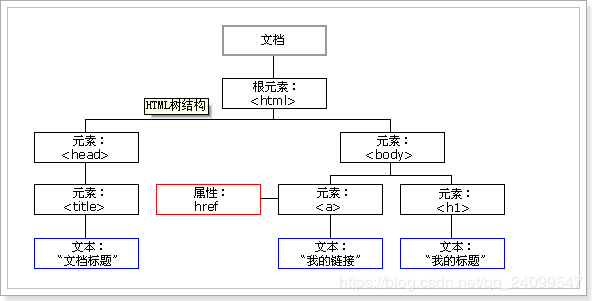 文档
根元素：
<html>
HTML树结构
元素：
<head>
元素：
<body>
元素：
<title>
属性：
href
元素：
<a>
元素：
<h1>
文本：
“文档标题”
文本：
“我的链接”
文本：
“我的标题”
https://blog.csdn.net/qq_24099547